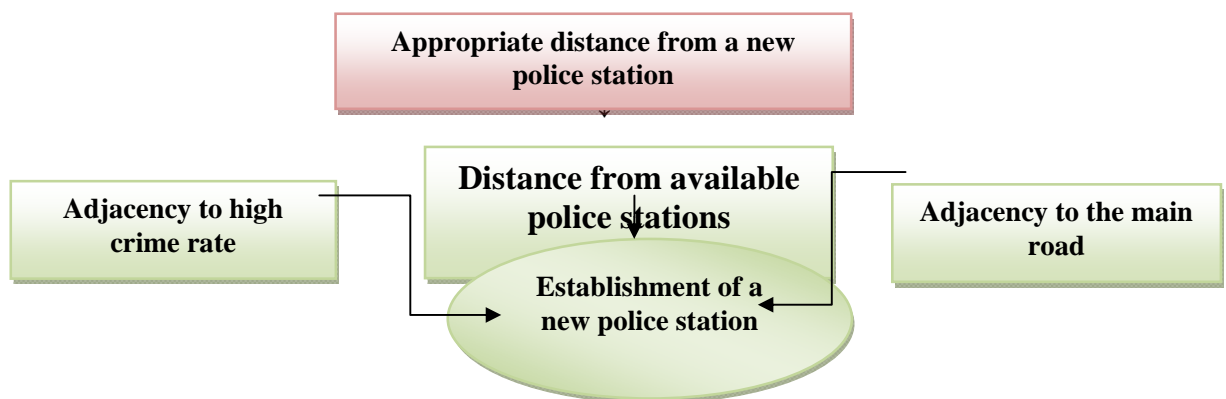 Appropriate distance from a new
police station
Distance from available
police stations
Adjacency to high
crime rate
Adjacency to the main
road
Establishment of a
new police station